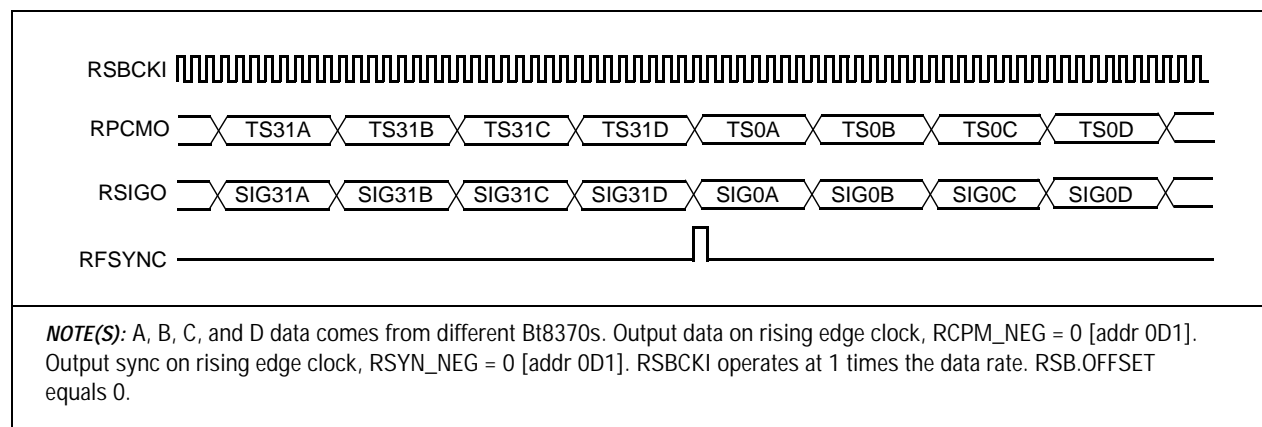 RSBCKI
RPCMO TS31A TS31B TS31C TS31D TS0A TS0B TS0C TS0D
RSIGO SIG31A SIG31B SIG31C SIG31D SIG0A SIG0B SIG0C SIG0D
RFSYNC
NOTE(S): A, B, C, and D data comes from different Bt8370s. Output data on rising edge clock, RCPM_NEG = 0 [addr 0D1].
Output sync on rising edge clock, RSYN_NEG = 0 [addr 0D1]. RSBCKI operates at 1 times the data rate. RSB.OFFSET
equals 0.